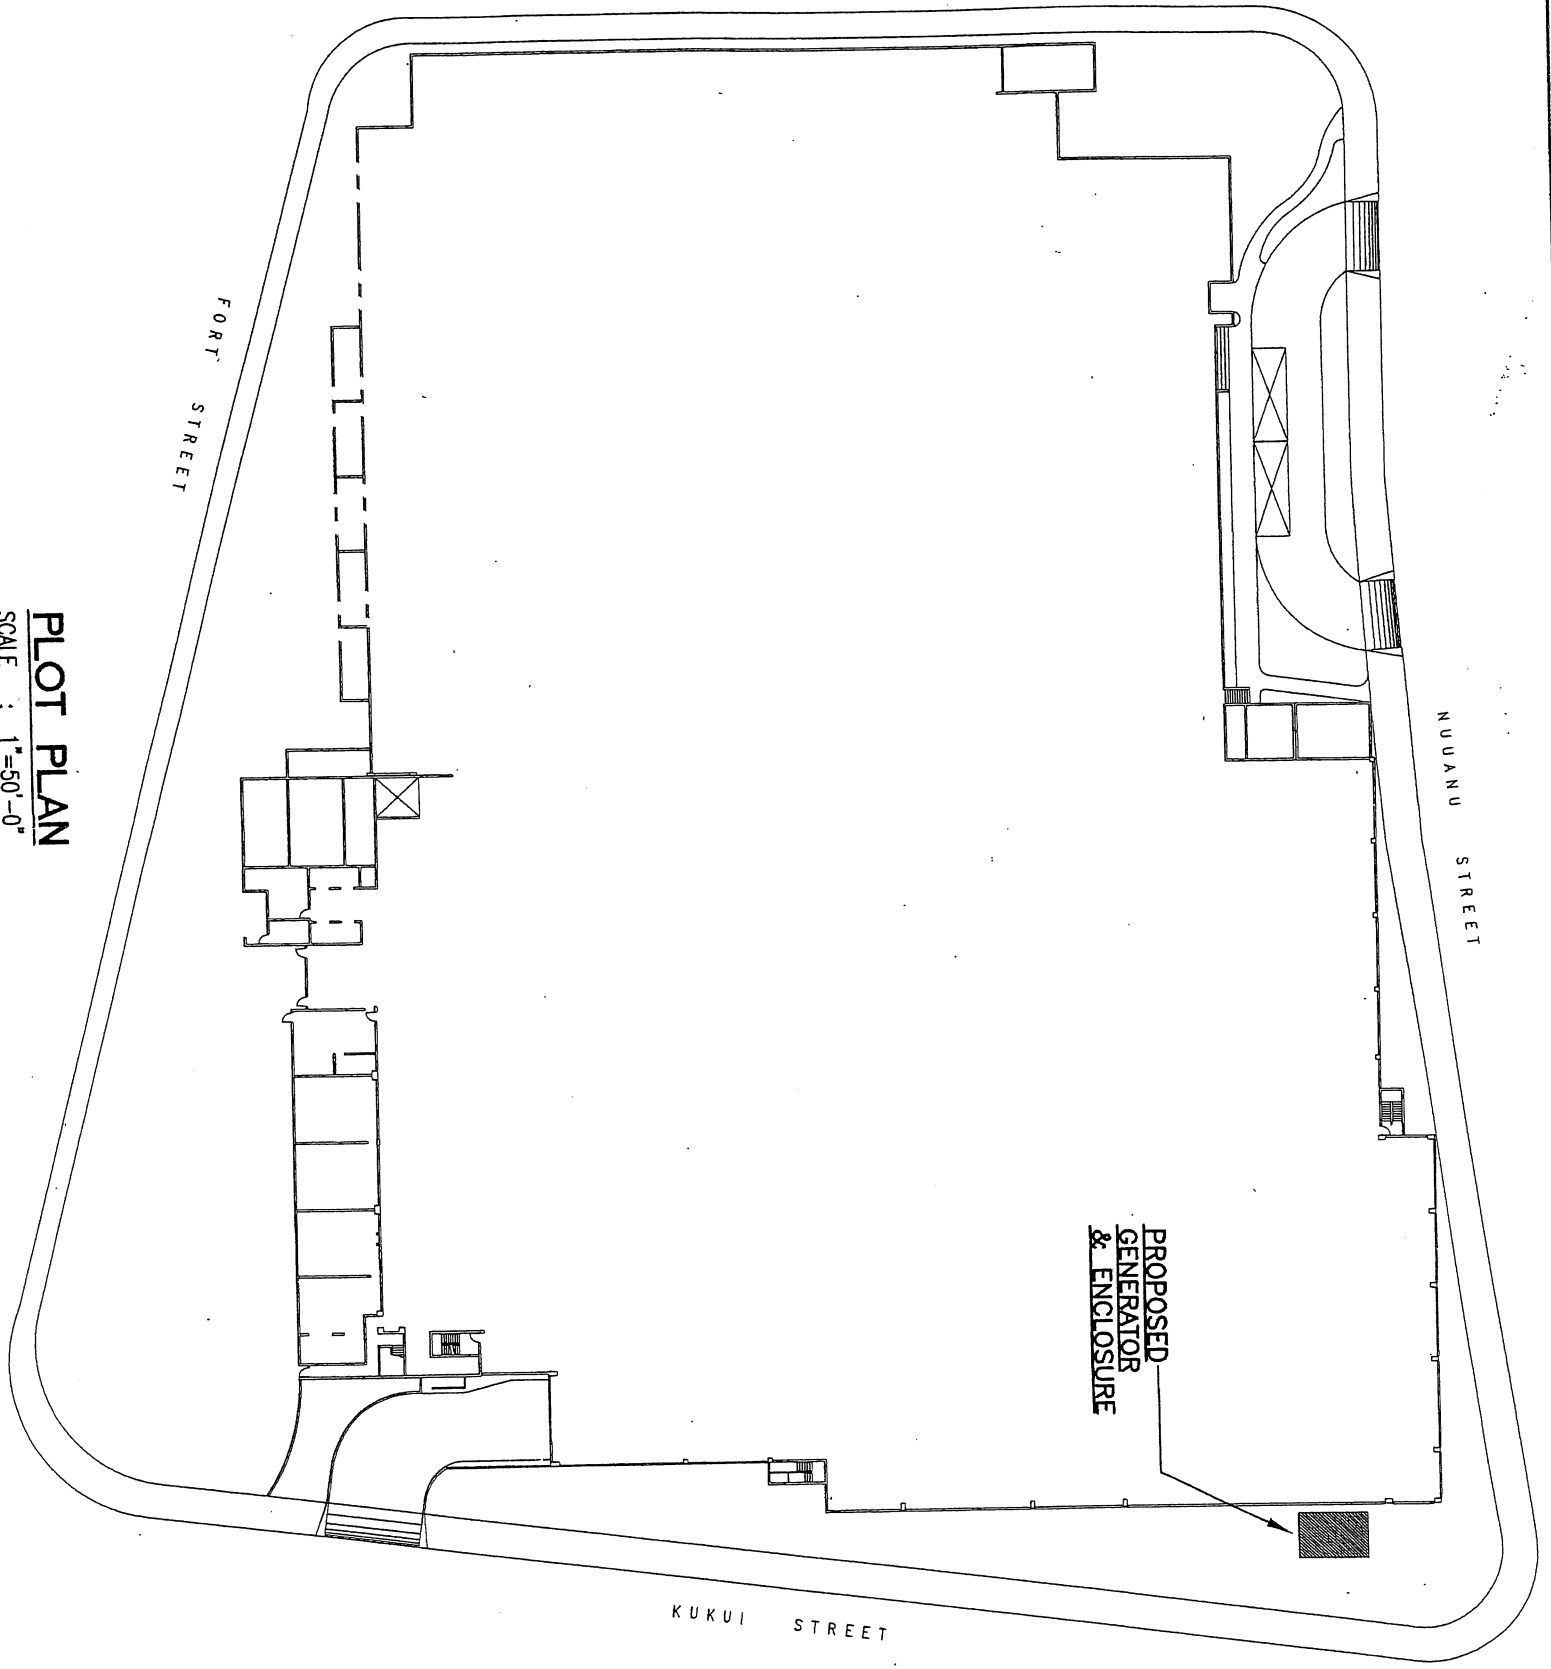 FORT STREET
NUUANU STREET
PROPOSED
GENERATOR
& ENCLOSURE
KUKUI STREET
PLOT PLAN
SCALE : 1"=50'-0"